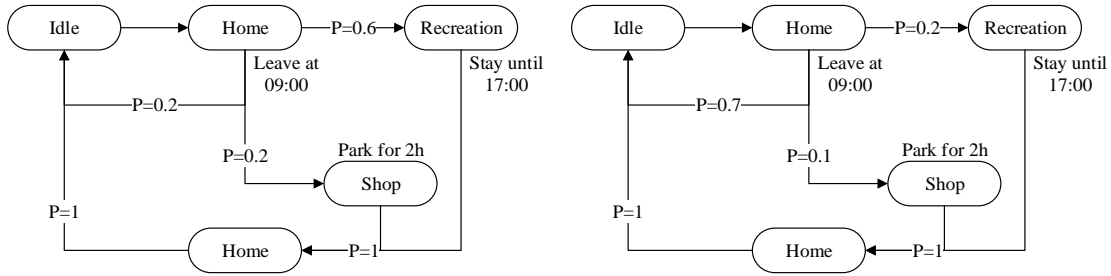 Idle
Home
P=0.6
Recreation
Leave at
09:00
Stay until
17:00
P=0.2
P=0.2
Park for 2h
Shop
P=1
Home
P=1
Idle
Home
P=0.2
Recreation
Leave at
09:00
Stay until
17:00
P=0.7
P=0.1
Park for 2h
Shop
P=1
Home
P=1